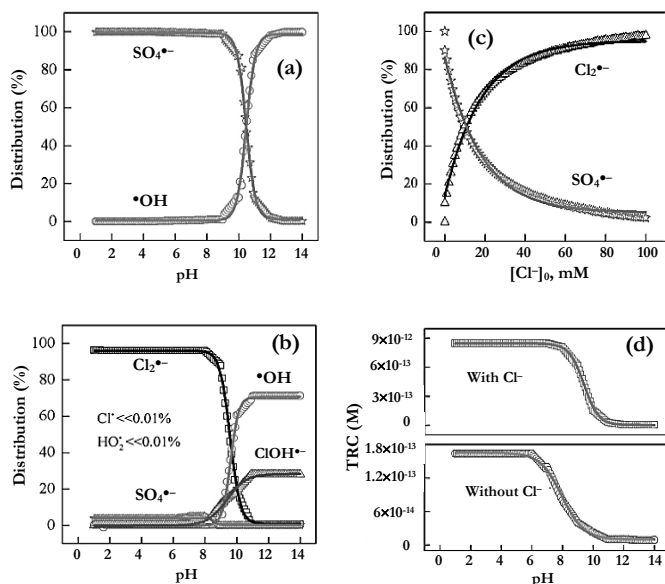 (a)
SO₄•−
•OH
Distribution (%)
100
80
60
40
20
0
0 2 4 6 8 10 12 14
pH
(c)
Cl₂•−
SO₄•−
Distribution (%)
100
80
60
40
20
0
0 20 40 60 80 100
[Cl⁻]₀, mM
(b)
Cl₂•−
•OH
Cl• <<0.01%
HO₂• <<0.01%
ClOH•−
SO₄•−
Distribution (%)
100
80
60
40
20
0
0 2 4 6 8 10 12 14
pH
(d)
With Cl⁻
9×10⁻¹²
6×10⁻¹³
3×10⁻¹³
0
TRC (M)
Without Cl⁻
1.8×10⁻¹³
1.2×10⁻¹³
6×10⁻¹⁴
0
0 2 4 6 8 10 12 14
pH